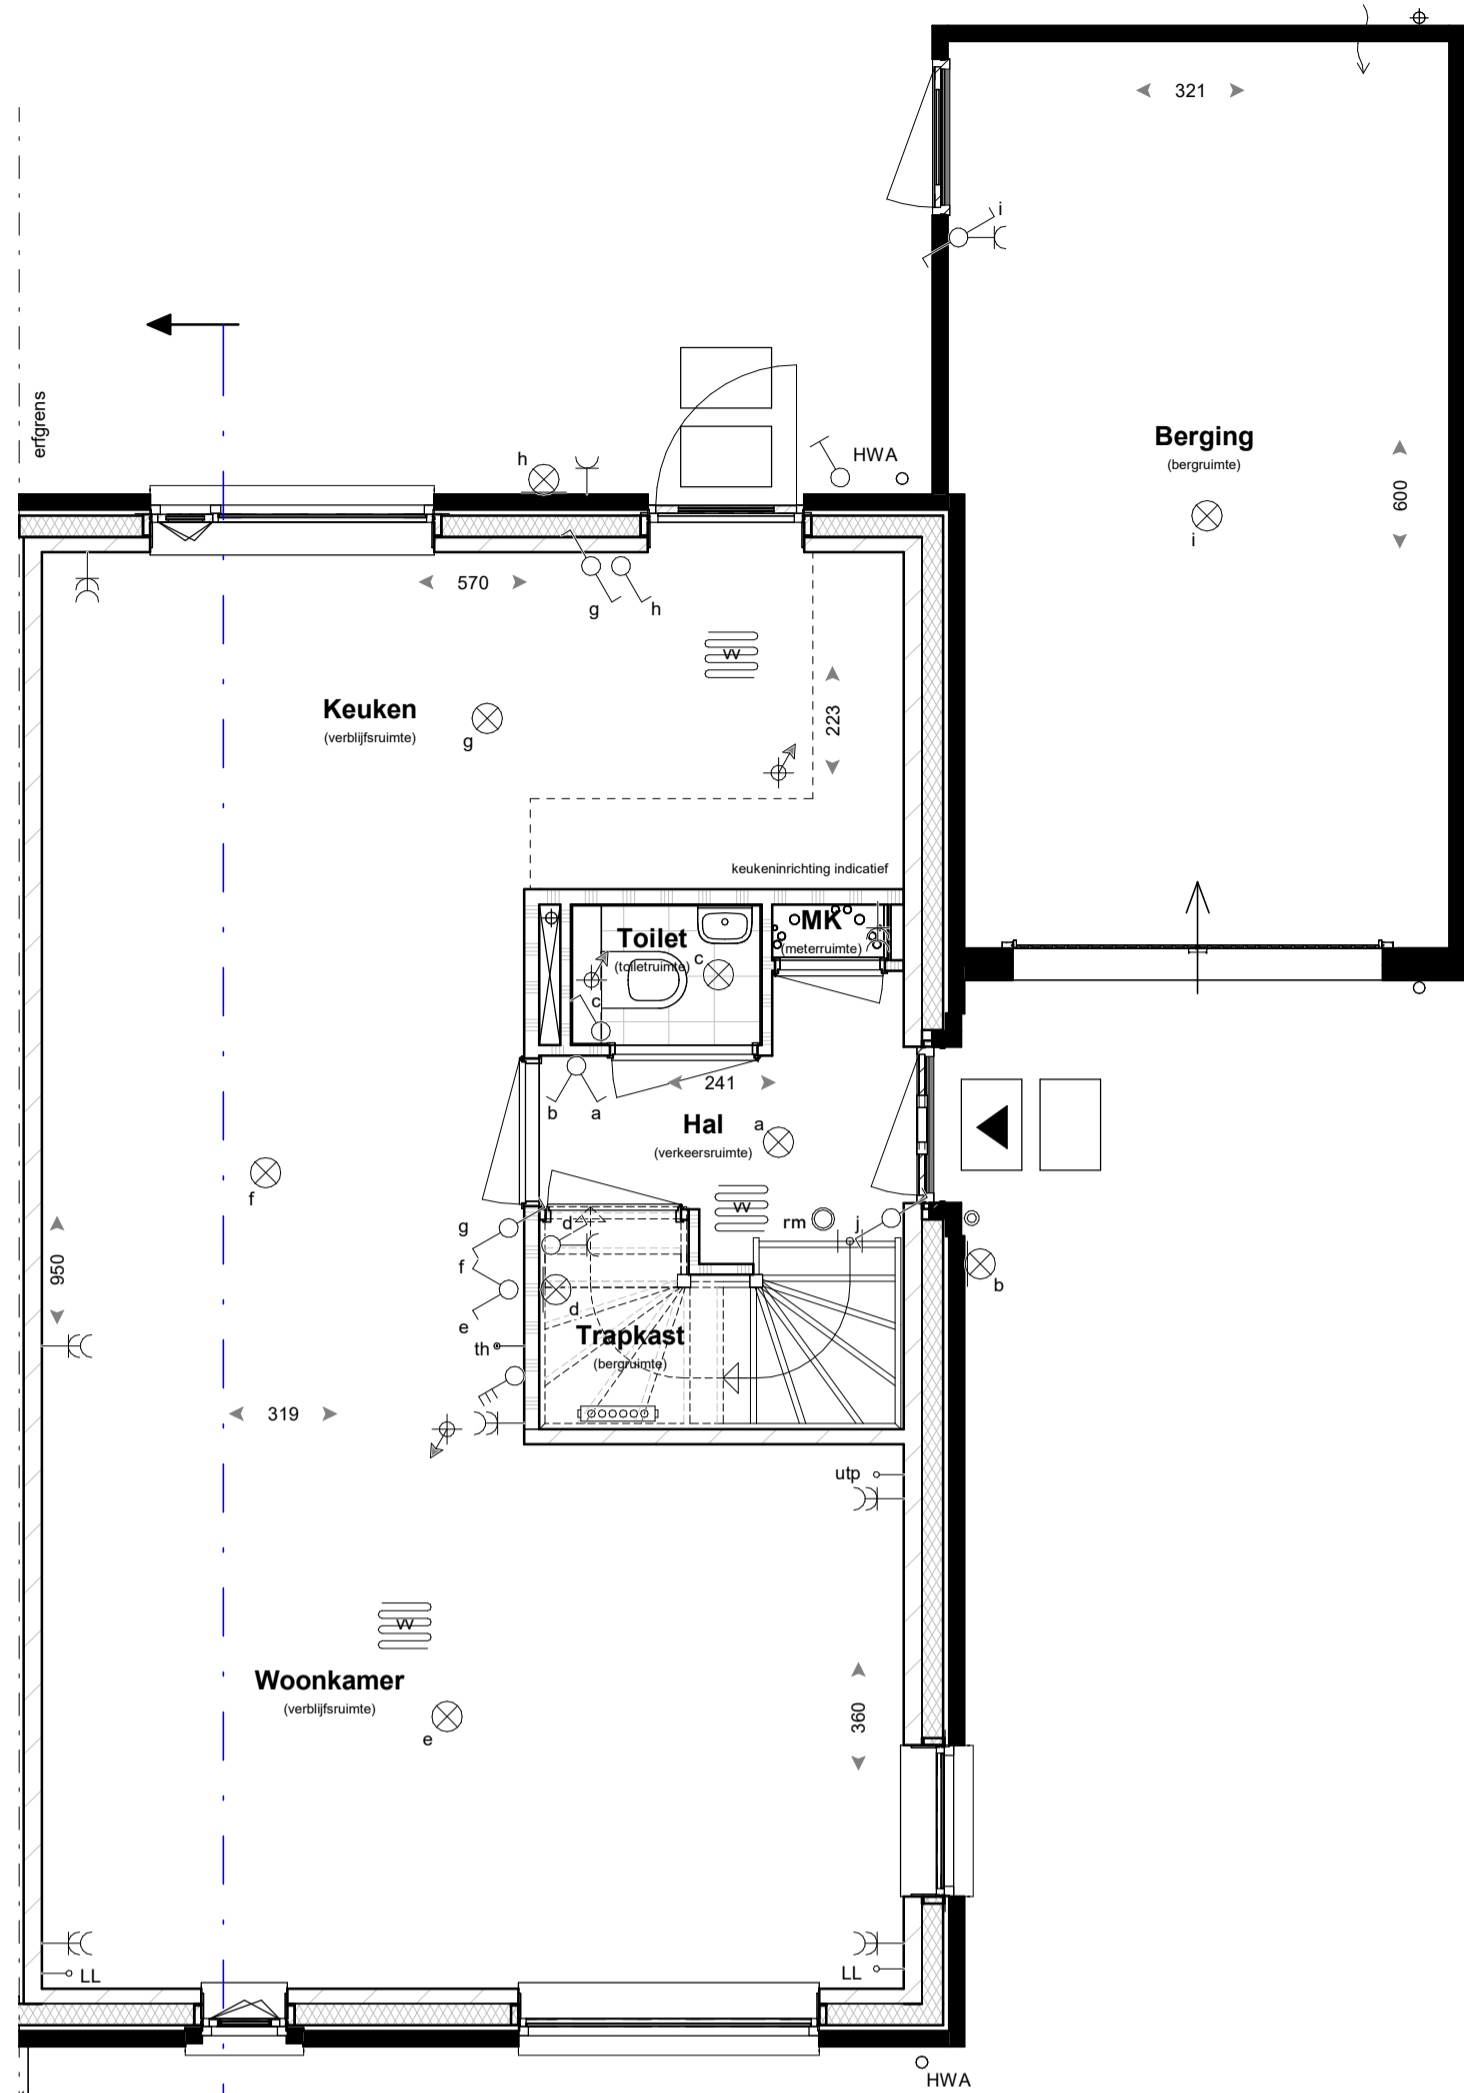 321
i
erfgrens
h
HWA
Berging
(bergruimte)
600
i
570
g
h
vv
Keuken
(verblijfsruimte)
g
223
keukeninrichting indicatief
Toilet
(toiletruimte)
c
c
MK
(meterruimte)
b
a
241
Hal
(verkeersruimte)
a
f
vv
rm
j
g
d
f
d
b
950
e
th
Trapkast
(bergruimte)
319
utp
vv
Woonkamer
(verblijfsruimte)
e
360
LL
LL
HWA